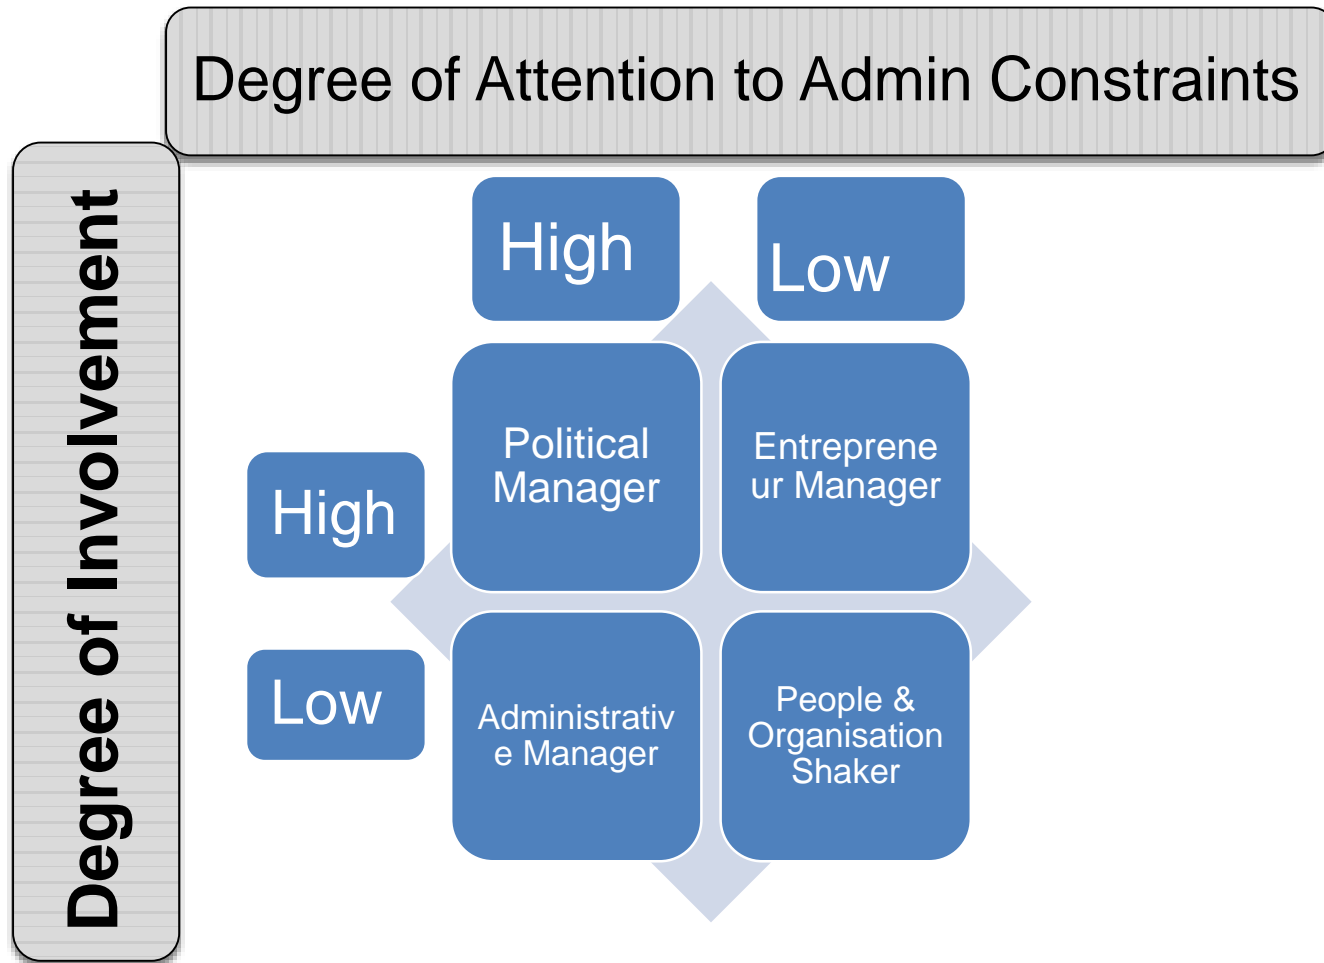 Degree of Attention to Admin Constraints
Degree of Involvement
High
Low
High
Low
Political
Manager
Entreprene
ur Manager
Administrativ
e Manager
People &
Organisation
Shaker